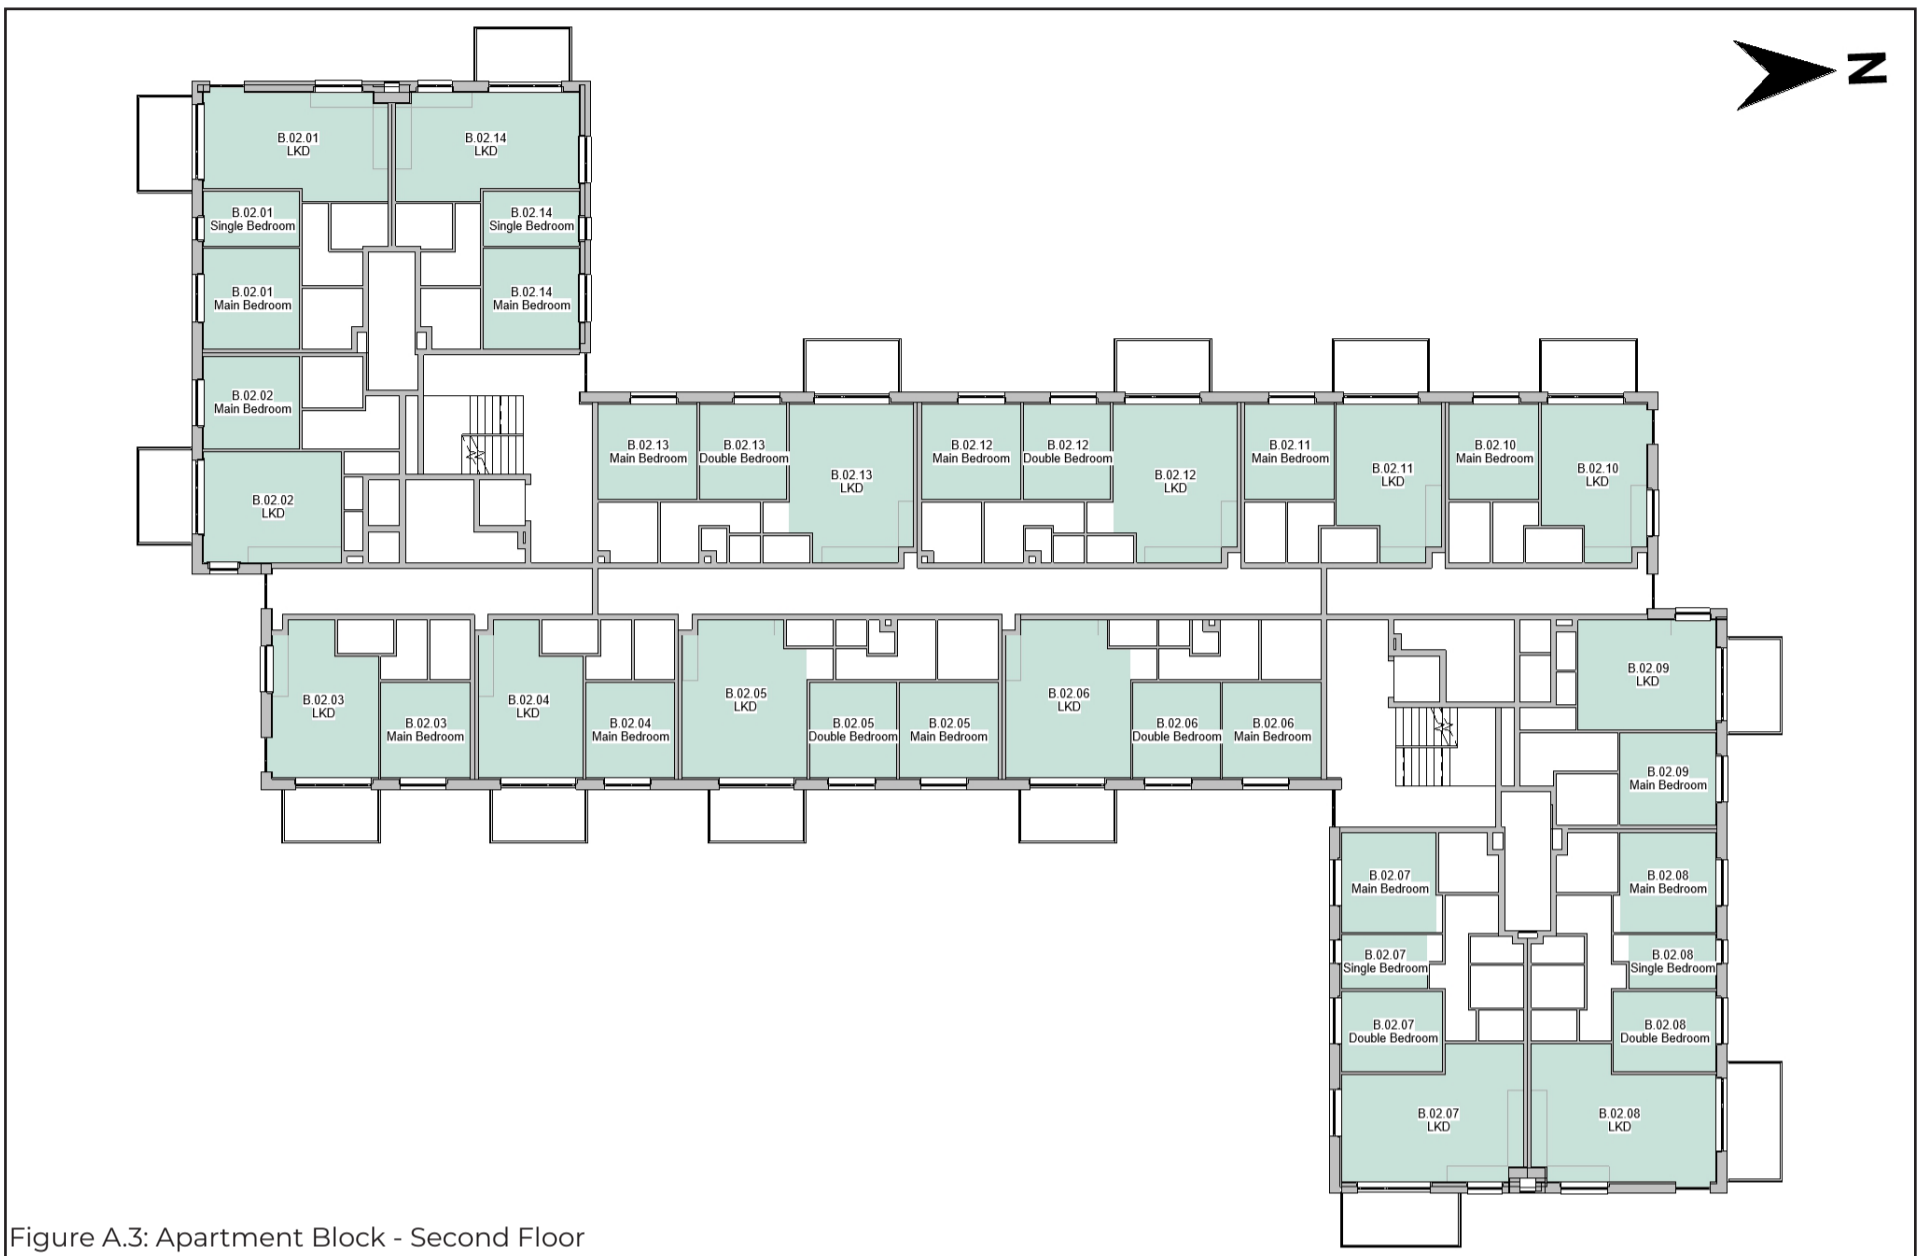 N
B.02.01
LKD
B.02.14
LKD
B.02.01
Single Bedroom
B.02.14
Single Bedroom
B.02.01
Main Bedroom
B.02.14
Main Bedroom
B.02.02
Main Bedroom
B.02.02
LKD
B.02.13
Main Bedroom
B.02.13
Double Bedroom
B.02.13
LKD
B.02.12
Main Bedroom
B.02.12
Double Bedroom
B.02.12
LKD
B.02.11
Main Bedroom
B.02.11
LKD
B.02.10
Main Bedroom
B.02.10
LKD
B.02.03
LKD
B.02.03
Main Bedroom
B.02.04
LKD
B.02.04
Main Bedroom
B.02.05
LKD
B.02.05
Double Bedroom
B.02.05
Main Bedroom
B.02.06
LKD
B.02.06
Double Bedroom
B.02.06
Main Bedroom
B.02.09
LKD
B.02.09
Main Bedroom
B.02.07
Main Bedroom
B.02.08
Main Bedroom
B.02.07
Single Bedroom
B.02.08
Single Bedroom
B.02.07
Double Bedroom
B.02.08
Double Bedroom
B.02.07
LKD
B.02.08
LKD
Figure A.3: Apartment Block - Second Floor